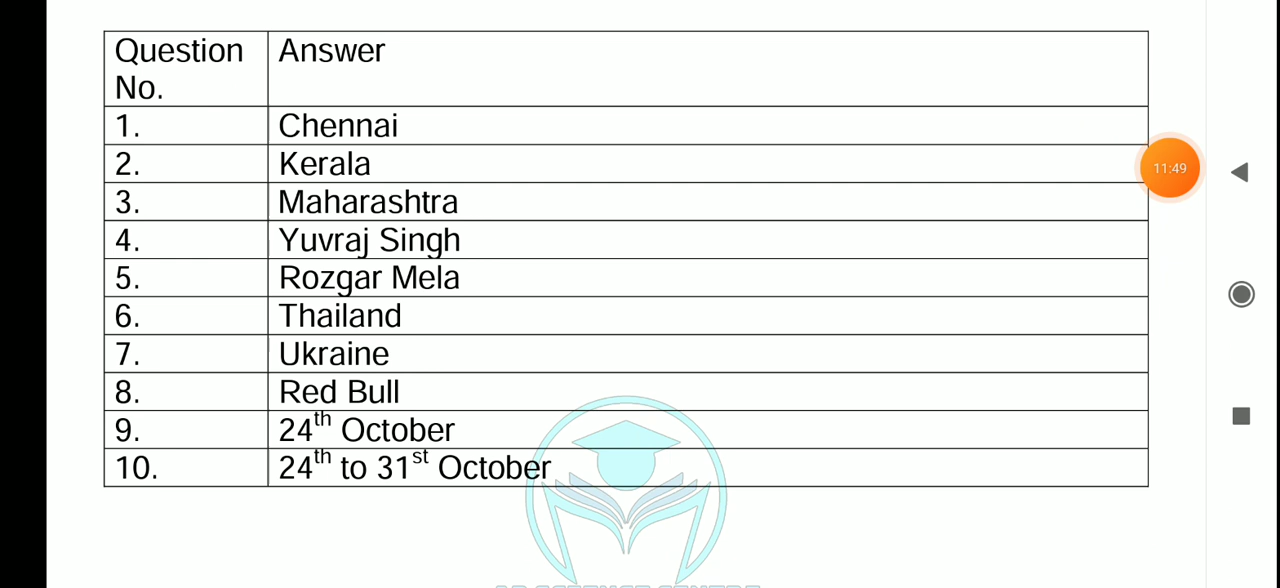 Question No. Answer
1. Chennai
2. Kerala
3. Maharashtra
4. Yuvraj Singh
5. Rozgar Mela
6. Thailand
7. Ukraine
8. Red Bull
9. 24th October
10. 24th to 31st October
11:49